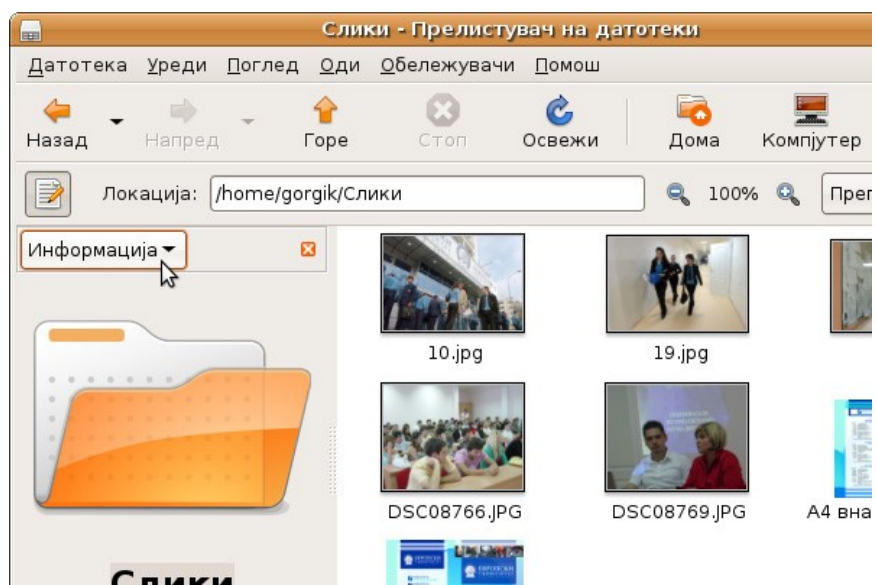 Слики - Прелистувач на датотеки
Датотека Уреди Поглед Оди Обележувачи Помош
Назад Напред Горе Стоп Освежи Дома Компјутер
Локација: /home/gorgik/Слики 100%
Информација
10.jpg 19.jpg
DSC08766.JPG DSC08769.JPG А4
Слики